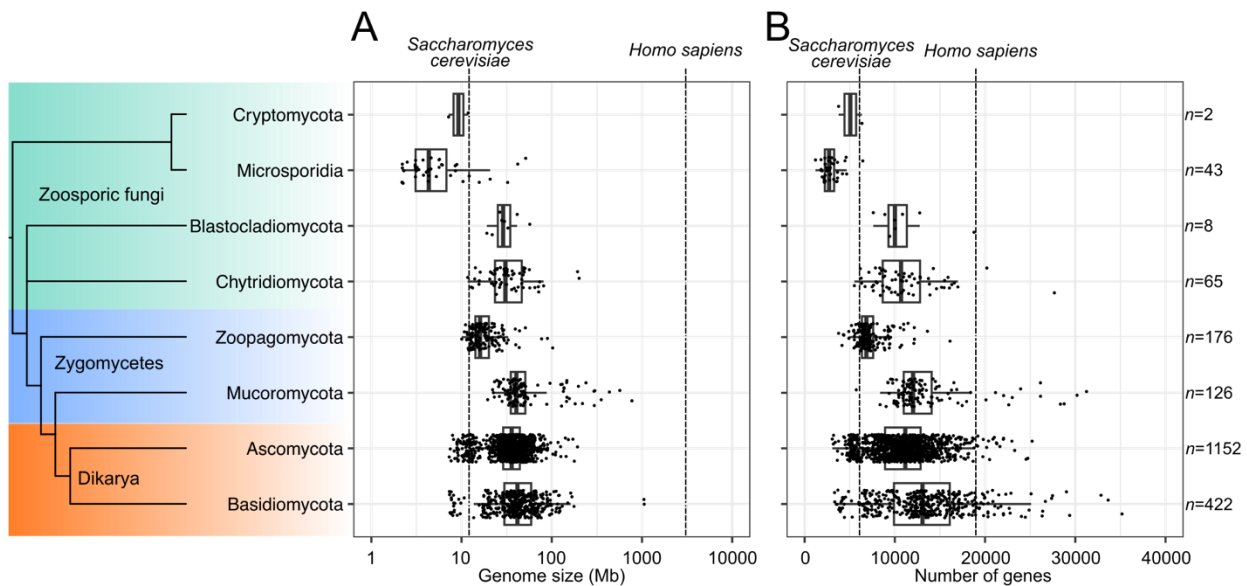 A
B
Saccharomyces
cerevisiae
Homo sapiens
Saccharomyces
cerevisiae
Homo sapiens
Cryptomycota
n=2
Microsporidia
n=43
Zoosporic fungi
Blastocladiomycota
n=8
Chytridiomycota
n=65
Zoopagomycota
n=176
Zygomycetes
Mucoromycota
n=126
Ascomycota
n=1152
Dikarya
Basidiomycota
n=422
1 10 100 1000 10000
0 10000 20000 30000 40000
Genome size (Mb)
Number of genes